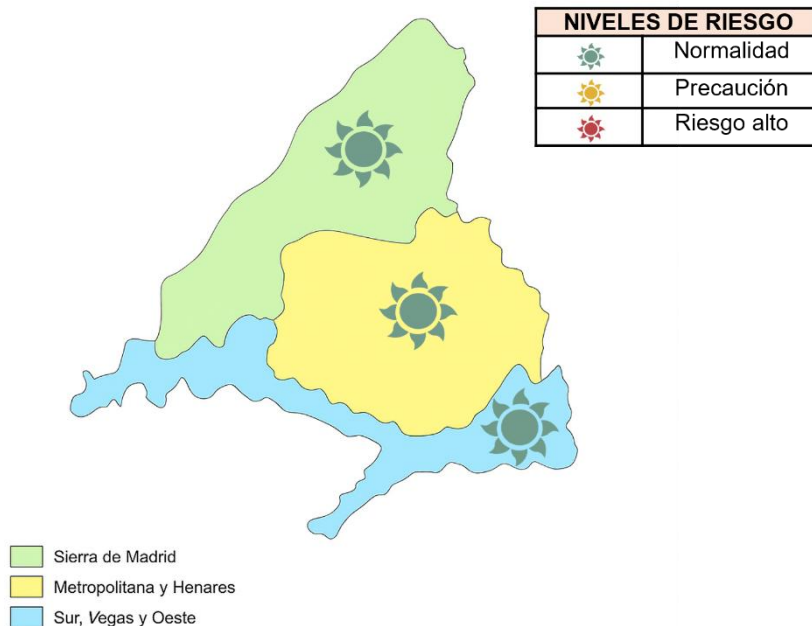 NIVELES DE RIESGO
Normalidad
Precaución
Riesgo alto
Sierra de Madrid
Metropolitana y Henares
Sur, Vegas y Oeste